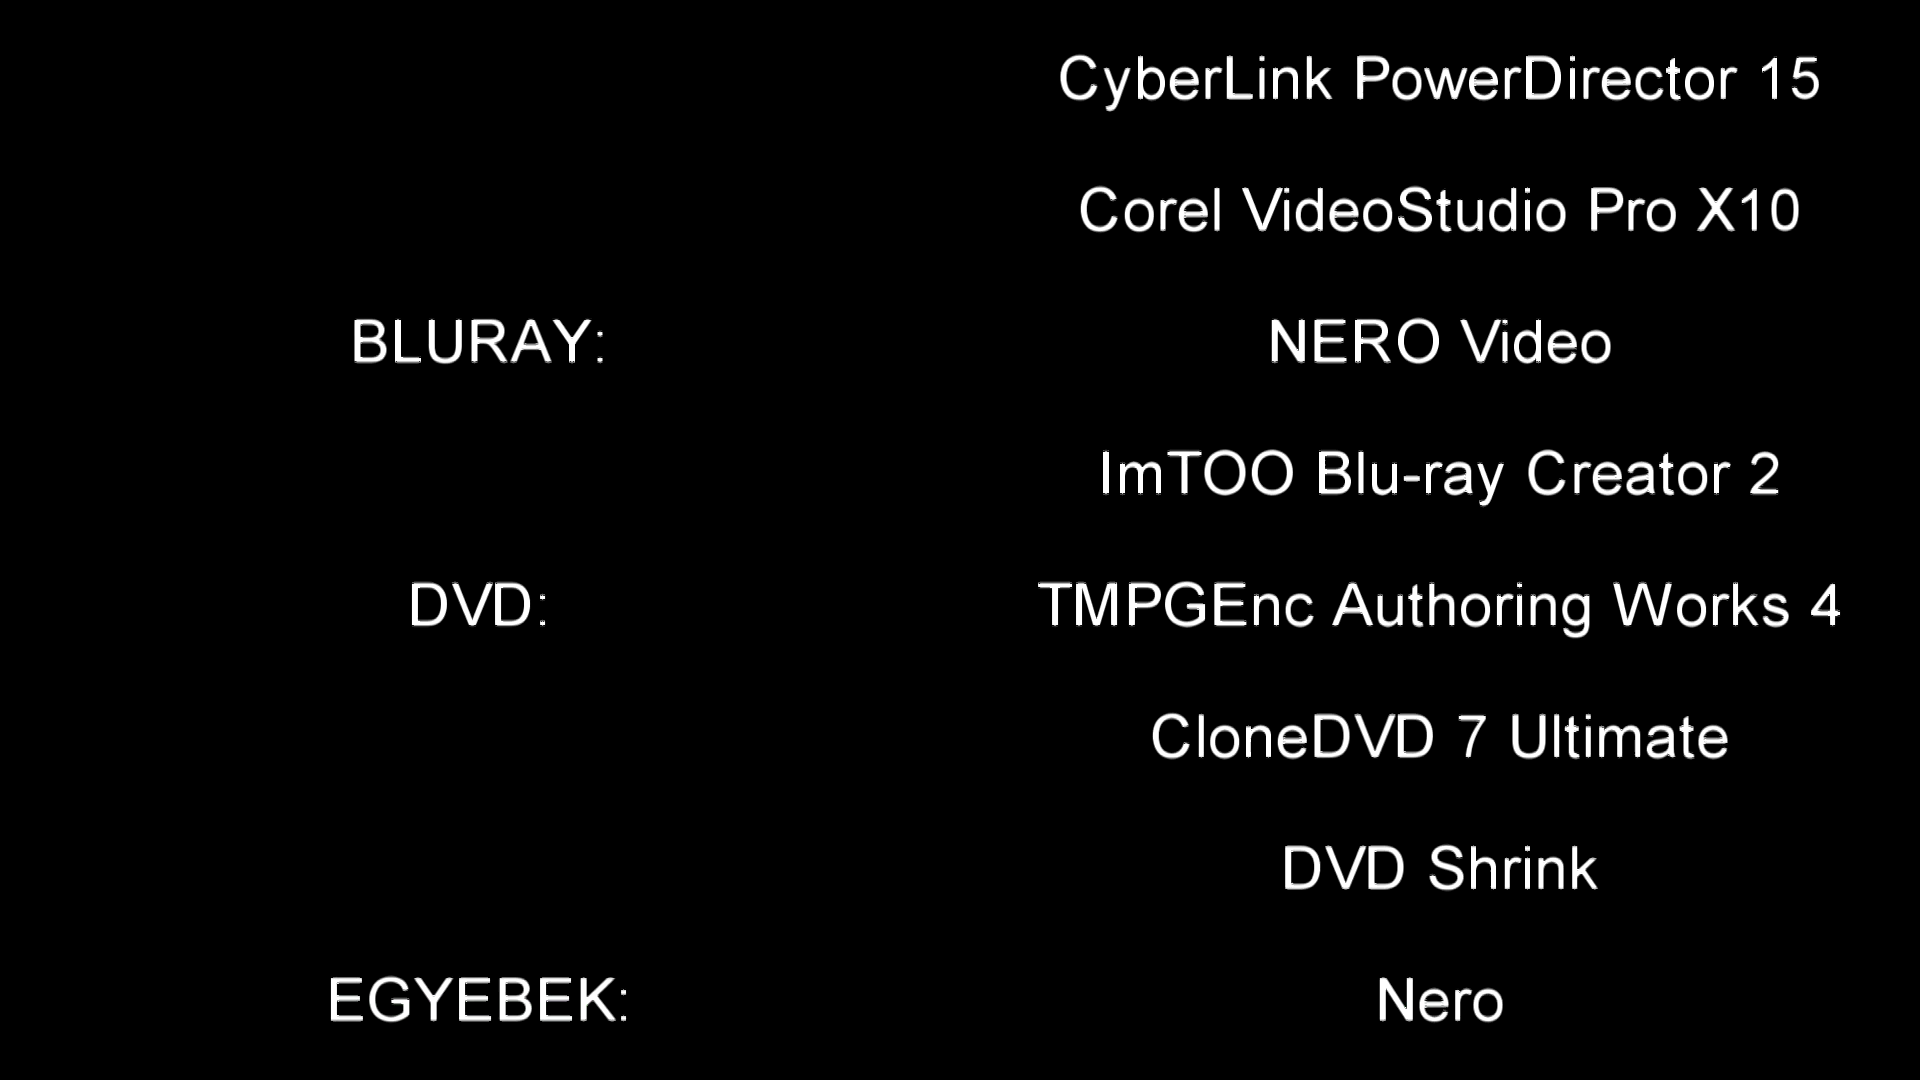 CyberLink PowerDirector 15
Corel VideoStudio Pro X10
BLURAY: NERO Video
ImTOO Blu-ray Creator 2
DVD: TMPGEnc Authoring Works 4
CloneDVD 7 Ultimate
DVD Shrink
EGYEBEK: Nero